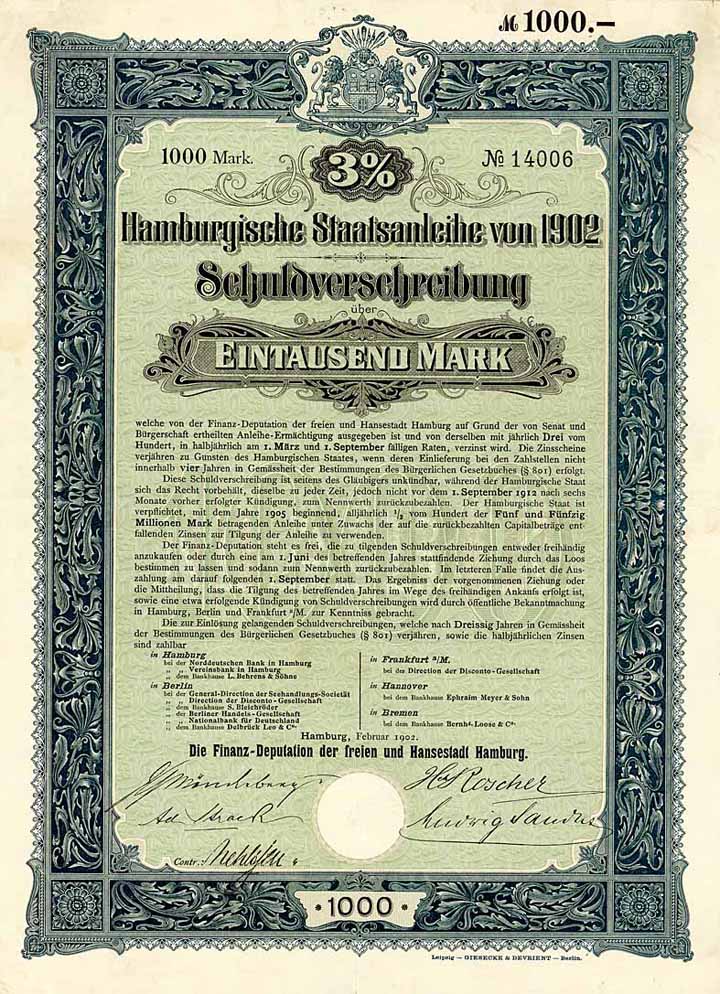 ℳ 1000.—
1000 Mark.
3%
№ 14006
Hamburgische Staatsanleihe von 1902
Schuldverschreibung
über
EINTAUSEND MARK
welche von der Finanz-Deputation der freien und Hansestadt Hamburg auf Grund der von Senat und
Bürgerschaft ertheilten Anleihe-Ermächtigung ausgegeben ist und von derselben mit jährlich Drei vom
Hundert, in halbjährlich am 1. März und 1. September fälligen Raten, verzinst wird. Die Zinsscheine
verjähren zu Gunsten des Hamburgischen Staates, wenn deren Einlieferung bei den Zahlstellen nicht
innerhalb vier Jahren in Gemässheit der Bestimmungen des Bürgerlichen Gesetzbuches (§ 801) erfolgt.
Diese Schuldverschreibung ist seitens des Gläubigers unkündbar, während der Hamburgische Staat
sich das Recht vorbehält, dieselbe zu jeder Zeit, jedoch nicht vor dem 1. September 1912 nach sechs
Monate vorher erfolgter Kündigung, zum Nennwerth zurückzubezahlen. Der Hamburgische Staat ist
verpflichtet, mit dem Jahre 1905 beginnend, alljährlich ½ vom Hundert der Fünf und Fünfzig
Millionen Mark betragenden Anleihe unter Zuwachs der auf die zurückbezahlten Capitalbeträge ent-
fallenden Zinsen zur Tilgung der Anleihe zu verwenden.
Der Finanz-Deputation steht es frei, die zu tilgenden Schuldverschreibungen entweder freihändig
anzukaufen oder durch eine am 1. Juni des betreffenden Jahres stattfindende Ziehung durch das Loos
bestimmen zu lassen und sodann zum Nennwerth zurückzubezahlen. Im letzteren Falle findet die Aus-
zahlung am darauf folgenden 1. September statt. Das Ergebniss der vorgenommenen Ziehung oder
die Mittheilung, dass die Tilgung des betreffenden Jahres im Wege des freihändigen Ankaufs erfolgt ist,
sowie eine etwa erfolgende Kündigung von Schuldverschreibungen wird durch öffentliche Bekanntmachung
in Hamburg, Berlin und Frankfurt a/M. zur Kenntniss gebracht.
Die zur Einlösung gelangenden Schuldverschreibungen, welche nach Dreissig Jahren in Gemässheit
der Bestimmungen des Bürgerlichen Gesetzbuches (§ 801) verjähren, sowie die halbjährlichen Zinsen
sind zahlbar
in Hamburg
bei der Norddeutschen Bank in Hamburg
„ „ Vereinsbank in Hamburg
„ dem Bankhause L. Behrens & Söhne
in Berlin
bei der General-Direction der Seehandlungs-Societät
„ „ Direction der Disconto-Gesellschaft
„ dem Bankhause S. Bleichröder
„ der Berliner Handels-Gesellschaft
„ „ Nationalbank für Deutschland
„ dem Bankhause Delbrück Leo & Co.
in Frankfurt a/M.
bei der Direction der Disconto-Gesellschaft
in Hannover
bei dem Bankhause Ephraim Meyer & Sohn
in Bremen
bei dem Bankhause Bernhd. Loose & Co.
Hamburg, Februar 1902.
Die Finanz-Deputation der freien und Hansestadt Hamburg.
Roscher
Ad Strack
Contr.:
1000
Leipzig — GIESECKE & DEVRIENT — Berlin.